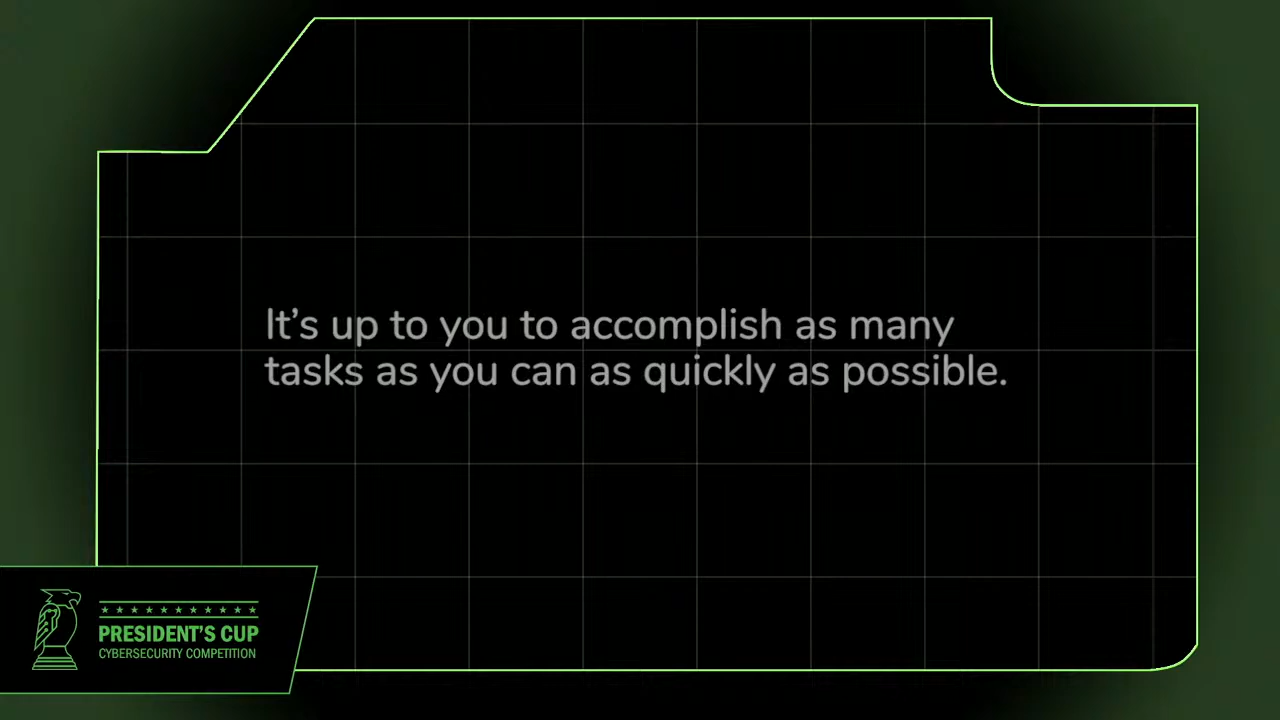 It’s up to you to accomplish as many
tasks as you can as quickly as possible.
PRESIDENT'S CUP
CYBERSECURITY COMPETITION